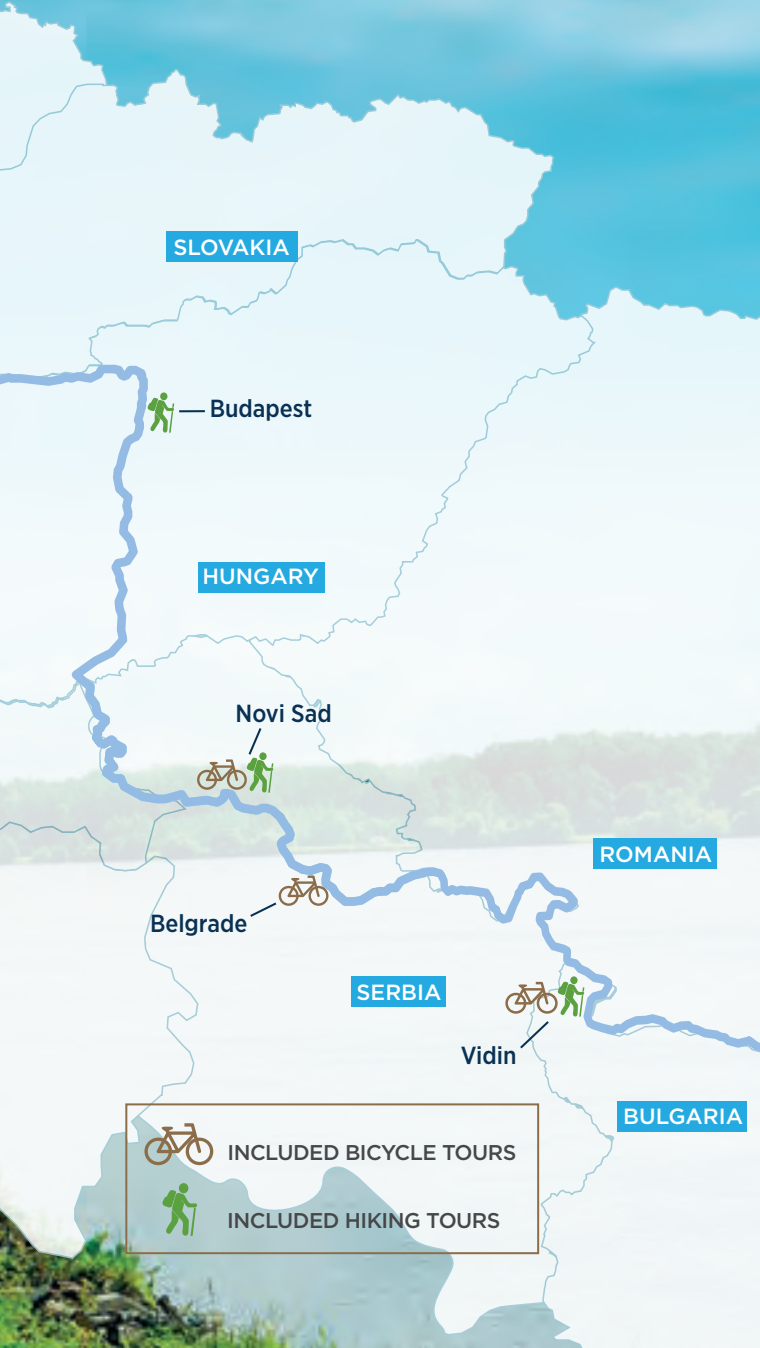 SLOVAKIA
Budapest
HUNGARY
Novi Sad
ROMANIA
Belgrade
SERBIA
Vidin
BULGARIA
INCLUDED BICYCLE TOURS
INCLUDED HIKING TOURS